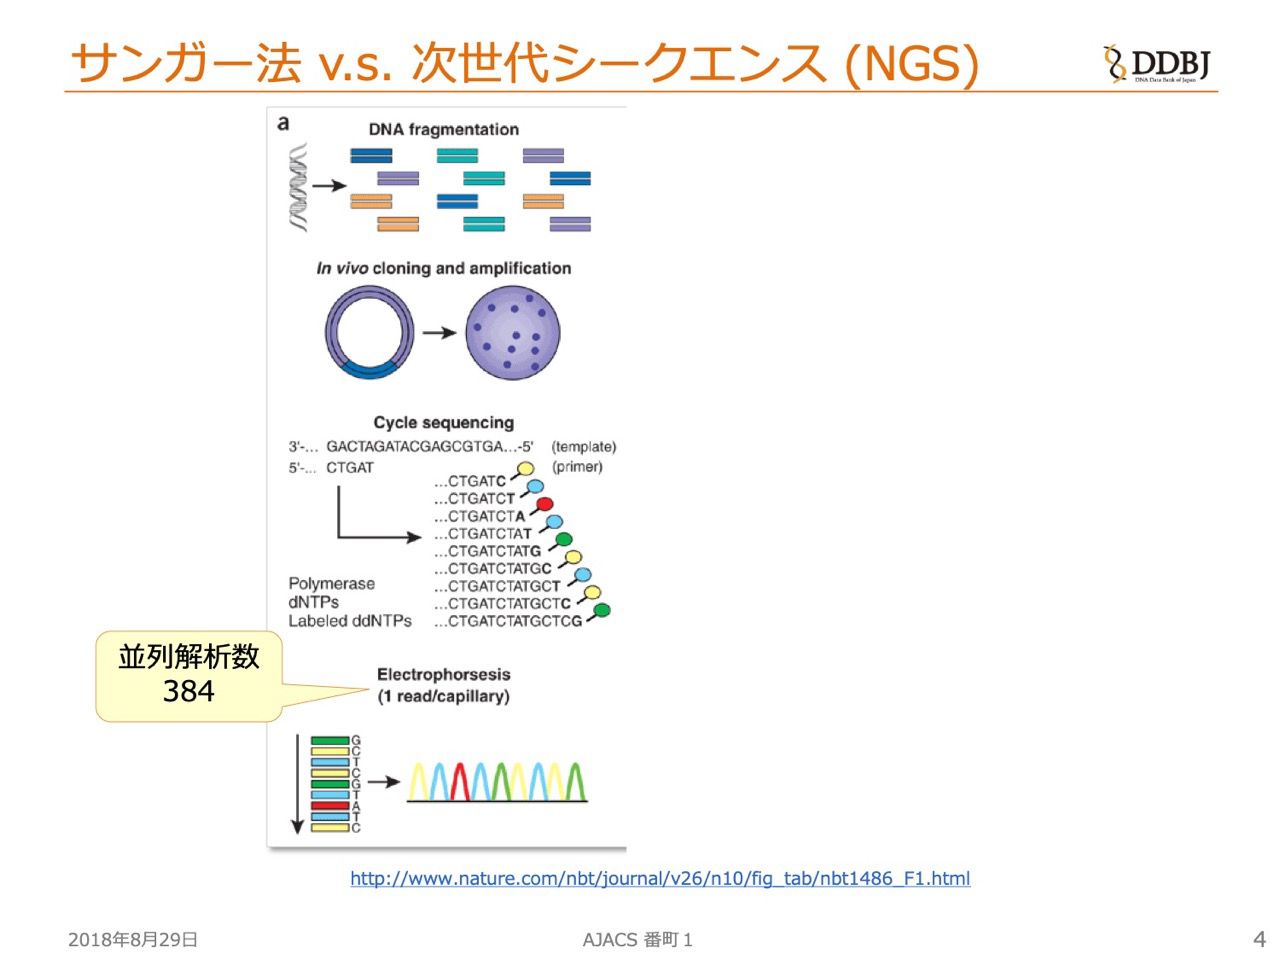 サンガー法 v.s. 次世代シークエンス (NGS)
DDBJ
DNA Data Bank of Japan
a
DNA fragmentation
In vivo cloning and amplification
Cycle sequencing
3'-... GACTAGATACGAGCGTGA...-5' (template)
5'-... CTGAT (primer)
...CTGATC
...CTGATCT
...CTGATCTA
...CTGATCTAT
...CTGATCTATG
...CTGATCTATGC
...CTGATCTATGCT
...CTGATCTATGCTC
...CTGATCTATGCTCG
Polymerase
dNTPs
Labeled ddNTPs
並列解析数
384
Electrophorsesis
(1 read/capillary)
G
C
T
C
G
T
A
T
C
http://www.nature.com/nbt/journal/v26/n10/fig_tab/nbt1486_F1.html
2018年8月29日
AJACS 番町1
4